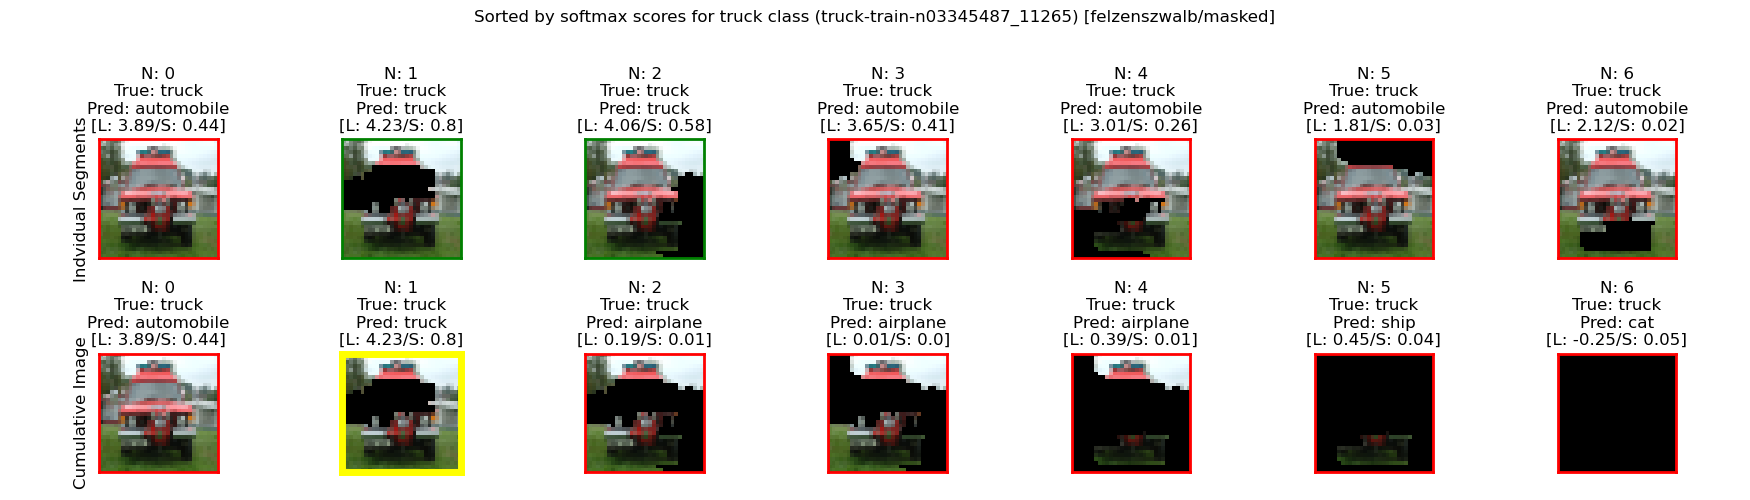 Sorted by softmax scores for truck class (truck-train-n03345487_11265) [felzenszwalb/masked]
Indvidual Segments
N: 0
True: truck
Pred: automobile
[L: 3.89/S: 0.44]
N: 1
True: truck
Pred: truck
[L: 4.23/S: 0.8]
N: 2
True: truck
Pred: truck
[L: 4.06/S: 0.58]
N: 3
True: truck
Pred: automobile
[L: 3.65/S: 0.41]
N: 4
True: truck
Pred: automobile
[L: 3.01/S: 0.26]
N: 5
True: truck
Pred: automobile
[L: 1.81/S: 0.03]
N: 6
True: truck
Pred: automobile
[L: 2.12/S: 0.02]
Cumulative Image
N: 0
True: truck
Pred: automobile
[L: 3.89/S: 0.44]
N: 1
True: truck
Pred: truck
[L: 4.23/S: 0.8]
N: 2
True: truck
Pred: airplane
[L: 0.19/S: 0.01]
N: 3
True: truck
Pred: airplane
[L: 0.01/S: 0.0]
N: 4
True: truck
Pred: airplane
[L: 0.39/S: 0.01]
N: 5
True: truck
Pred: ship
[L: 0.45/S: 0.04]
N: 6
True: truck
Pred: cat
[L: -0.25/S: 0.05]